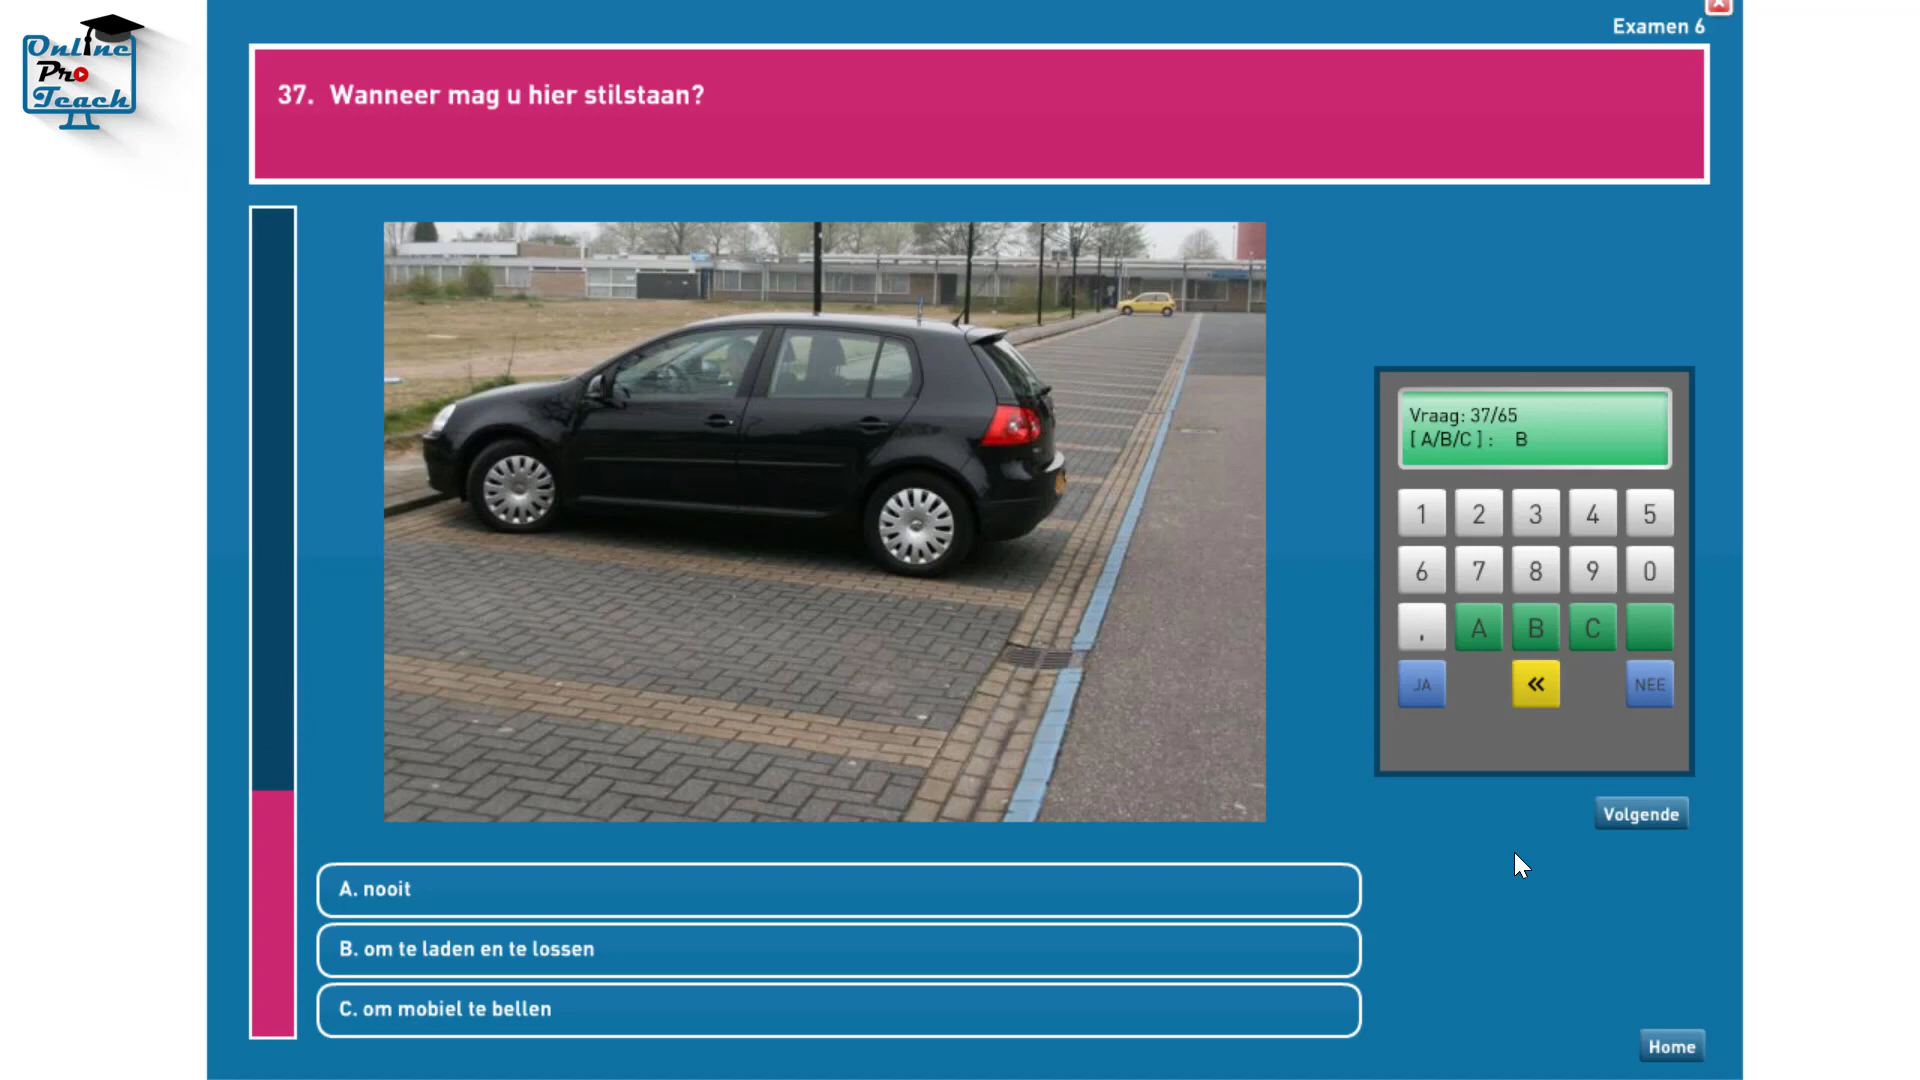 Online
Pro
Teach
Examen 6
37. Wanneer mag u hier stilstaan?
Vraag: 37/65
[ A/B/C ] : B
1 2 3 4 5
6 7 8 9 0
, A B C
JA « NEE
Volgende
A. nooit
B. om te laden en te lossen
C. om mobiel te bellen
Home